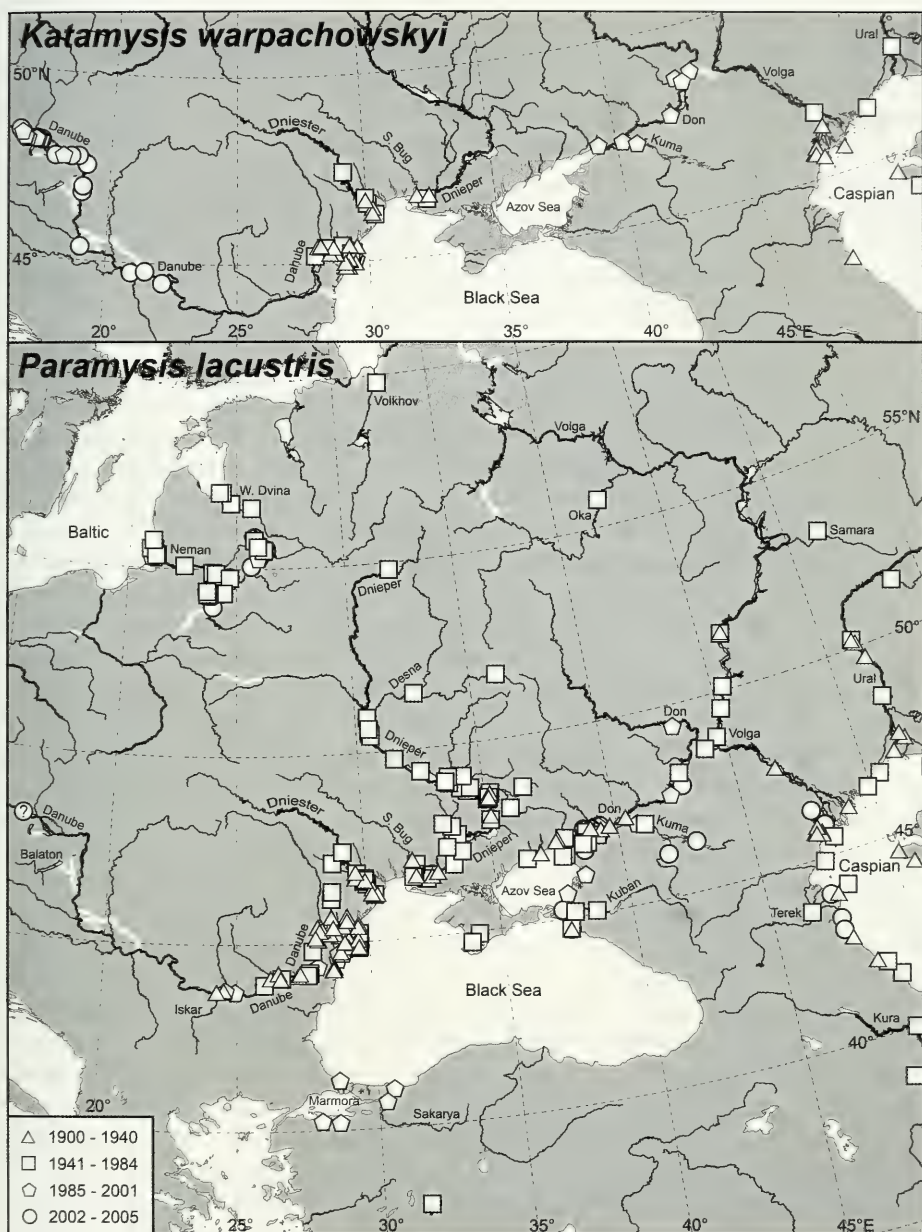 Katamysis warpachowskyi
Ural
50°N
Volga
Danube
Dniester
S. Bug
Don
Kuma
Dnieper
Azov Sea
Caspian
Danube
45°
Danube
Black Sea
20°
25°
30°
35°
40°
45°E
Paramysis lacustris
Volkhov
55°N
Volga
W. Dvina
Oka
Samara
Baltic
Neman
Dnieper
50°
Desna
Ural
Don
Volga
Dnieper
Dniester
?
Danube
S. Bug
Don
Kuma
Balaton
Dnieper
45°
Azov Sea
Caspian
Kuban
Terek
Danube
Iskar
Danube
Black Sea
Kura
40°
20°
Marmora
Sakarya
△ 1900 - 1940
□ 1941 - 1984
⬠ 1985 - 2001
○ 2002 - 2005
25°
30°
35°
40°
45°E